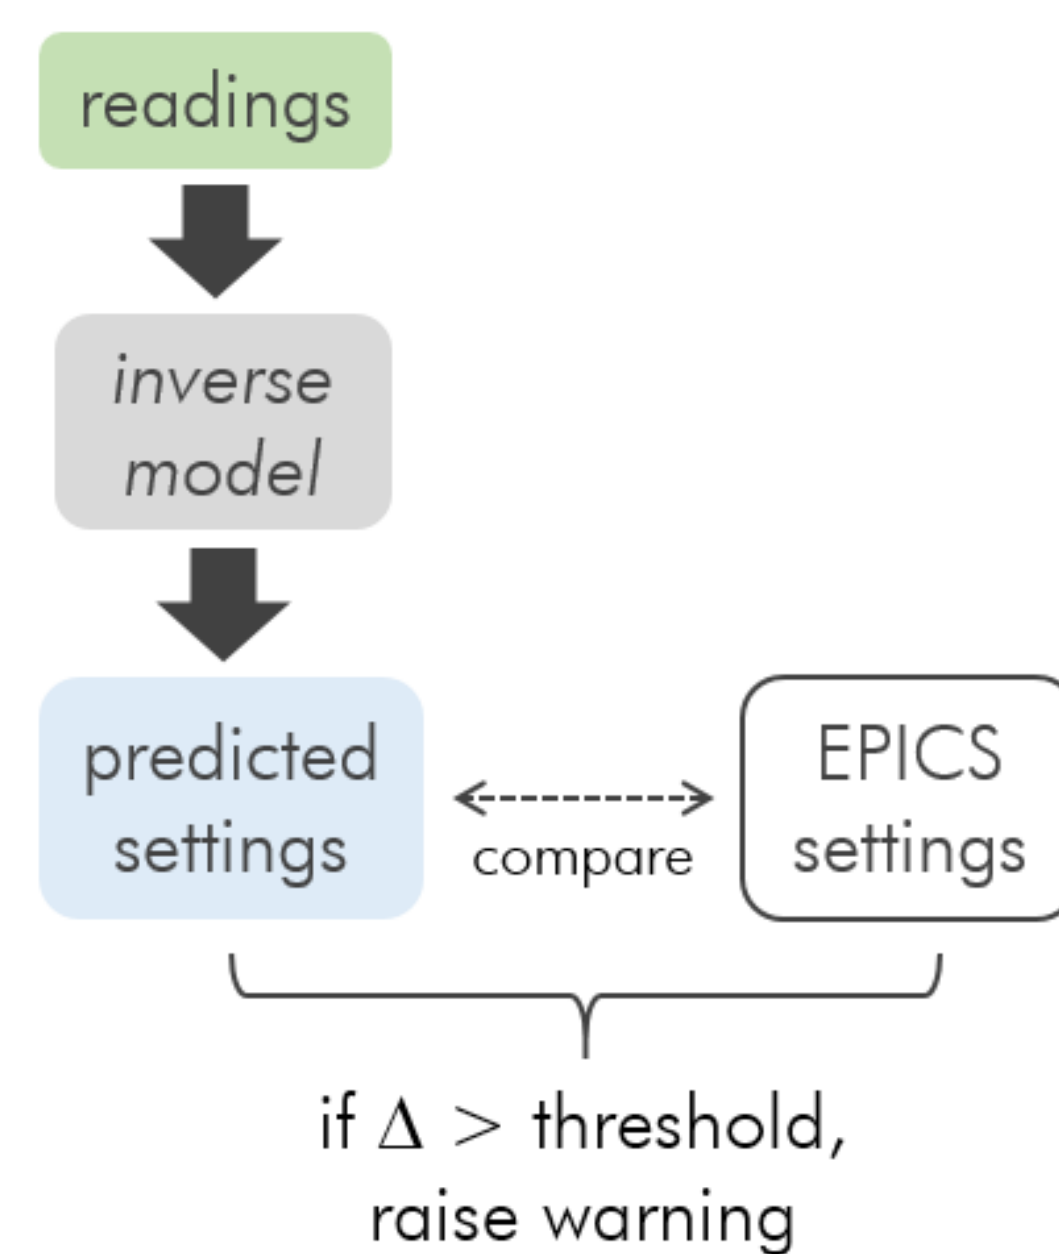 readings
inverse
model
predicted
settings
compare
EPICS
settings
if Δ > threshold,
raise warning